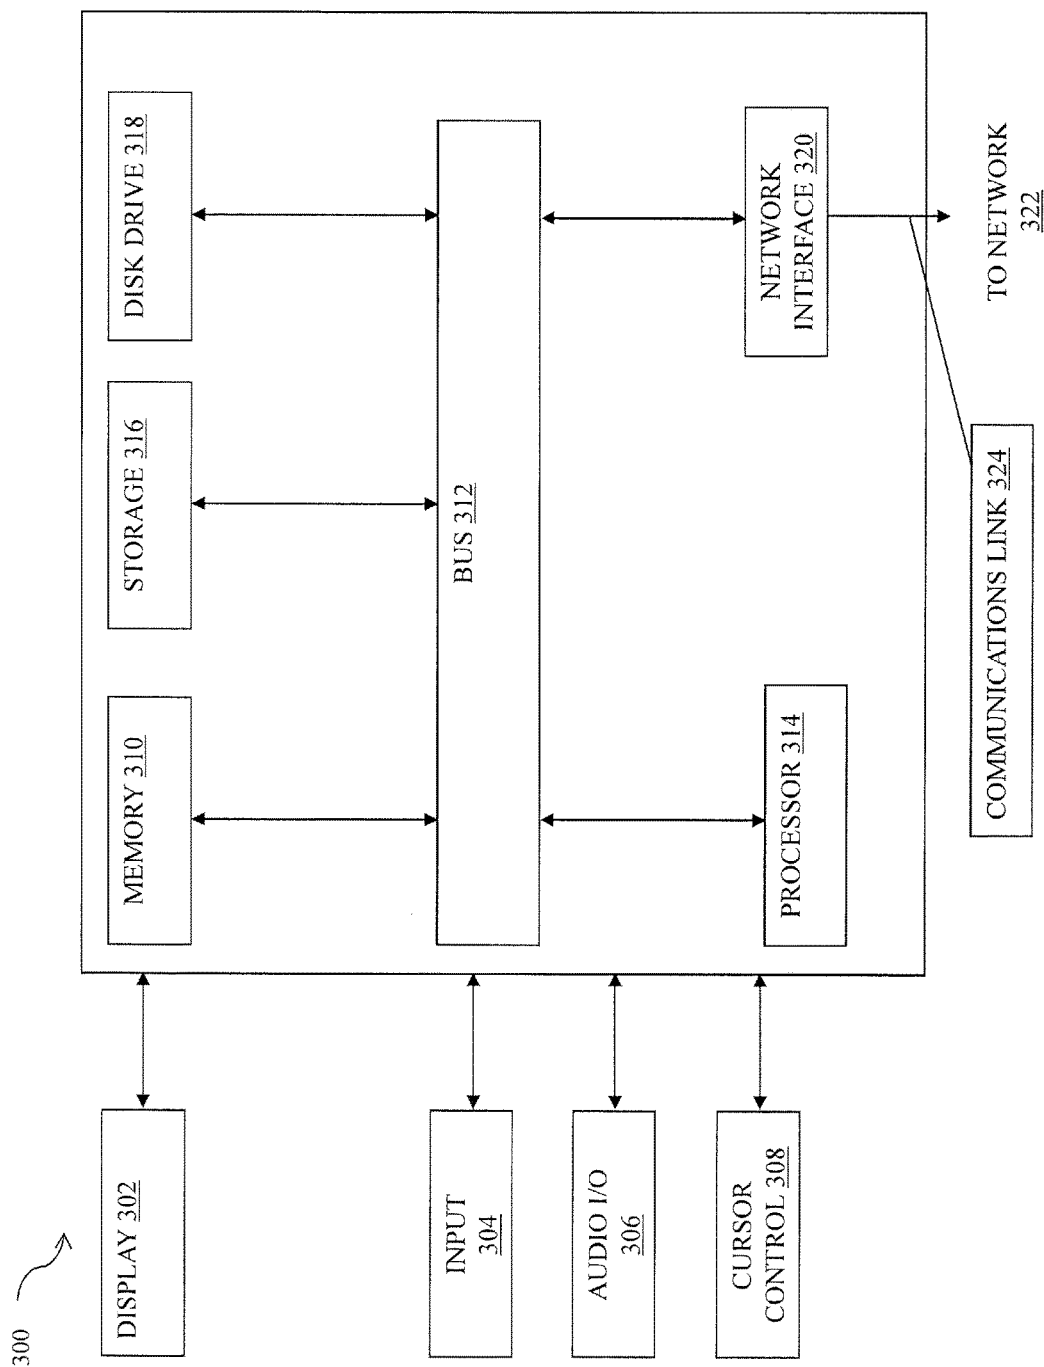 300
DISPLAY 302
INPUT
304
AUDIO I/O
306
CURSOR
CONTROL 308
MEMORY 310
STORAGE 316
DISK DRIVE 318
BUS 312
PROCESSOR 314
NETWORK
INTERFACE 320
COMMUNICATIONS LINK 324
TO NETWORK
322